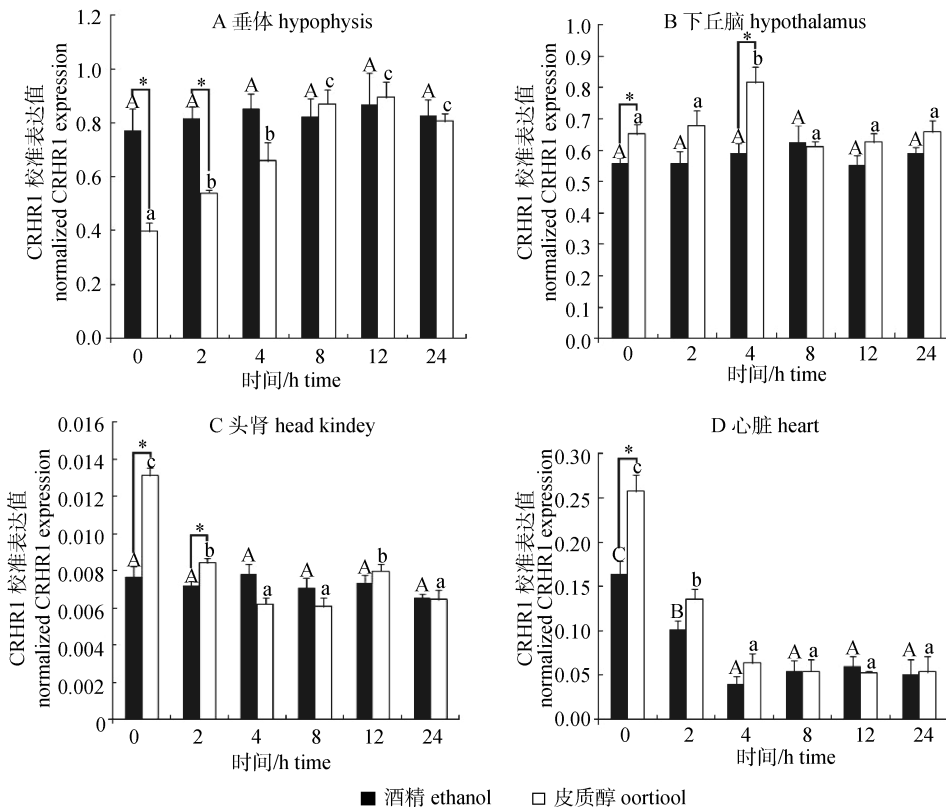 A 垂体 hypophysis
CRHR1 校准表达值
normalized CRHR1 expression
1.2
1.0
0.8
0.6
0.4
0.2
0.0
A * a
A * b
A b
A c
A c
A c
0 2 4 8 12 24
时间/h time
B 下丘脑 hypothalamus
CRHR1 校准表达值
normalized CRHR1 expression
1.0
0.9
0.8
0.7
0.6
0.5
0.4
0.3
0.2
0.1
0.0
A * a
A a
A * b
A a
A a
A a
0 2 4 8 12 24
时间/h time
C 头肾 head kindey
CRHR1 校准表达值
normalized CRHR1 expression
0.016
0.014
0.012
0.010
0.008
0.006
0.004
0.002
0
A * c
A * b
A a
A a
A b
A a
0 2 4 8 12 24
时间/h time
D 心脏 heart
CRHR1 校准表达值
normalized CRHR1 expression
0.30
0.25
0.20
0.15
0.10
0.05
0.00
C * c
B b
A a
A a
A a
A a
0 2 4 8 12 24
时间/h time
酒精 ethanol 皮质醇 oortiool